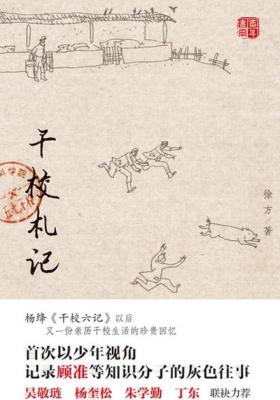 百年
书园
干校札记
徐方 著
杨绛《干校六记》以后
又一份亲历干校生活的珍贵回忆
首次以少年视角
记录顾准等知识分子的灰色往事
吴敬琏 杨奎松 朱学勤 丁东 联袂力荐